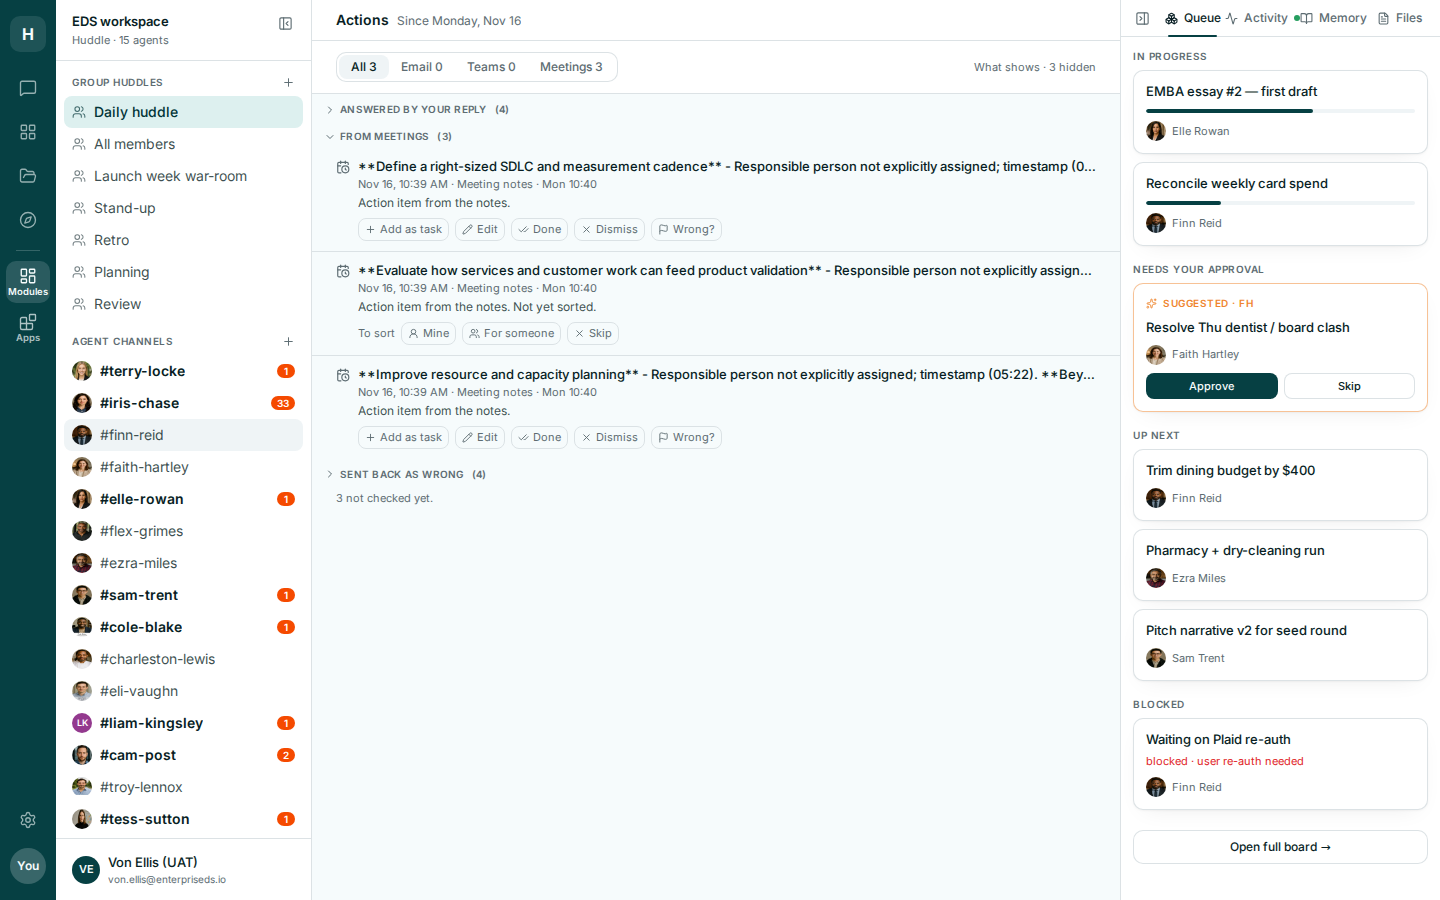 H
Modules
Apps
You
EDS workspace
Huddle · 15 agents
GROUP HUDDLES
Daily huddle
All members
Launch week war-room
Stand-up
Retro
Planning
Review
AGENT CHANNELS
#terry-locke 1
#iris-chase 33
#finn-reid
#faith-hartley
#elle-rowan 1
#flex-grimes
#ezra-miles
#sam-trent 1
#cole-blake 1
#charleston-lewis
#eli-vaughn
LK #liam-kingsley 1
#cam-post 2
#troy-lennox
#tess-sutton 1
VE Von Ellis (UAT)
von.ellis@enterpriseds.io
Actions Since Monday, Nov 16
All 3 Email 0 Teams 0 Meetings 3
What shows · 3 hidden
ANSWERED BY YOUR REPLY (4)
FROM MEETINGS (3)
**Define a right-sized SDLC and measurement cadence** - Responsible person not explicitly assigned; timestamp (0...
Nov 16, 10:39 AM · Meeting notes · Mon 10:40
Action item from the notes.
Add as task Edit Done Dismiss Wrong?
**Evaluate how services and customer work can feed product validation** - Responsible person not explicitly assign...
Nov 16, 10:39 AM · Meeting notes · Mon 10:40
Action item from the notes. Not yet sorted.
To sort Mine For someone Skip
**Improve resource and capacity planning** - Responsible person not explicitly assigned; timestamp (05:22). **Bey...
Nov 16, 10:39 AM · Meeting notes · Mon 10:40
Action item from the notes.
Add as task Edit Done Dismiss Wrong?
SENT BACK AS WRONG (4)
3 not checked yet.
Queue Activity Memory Files
IN PROGRESS
EMBA essay #2 — first draft
Elle Rowan
Reconcile weekly card spend
Finn Reid
NEEDS YOUR APPROVAL
SUGGESTED · FH
Resolve Thu dentist / board clash
Faith Hartley
Approve Skip
UP NEXT
Trim dining budget by $400
Finn Reid
Pharmacy + dry-cleaning run
Ezra Miles
Pitch narrative v2 for seed round
Sam Trent
BLOCKED
Waiting on Plaid re-auth
blocked · user re-auth needed
Finn Reid
Open full board →